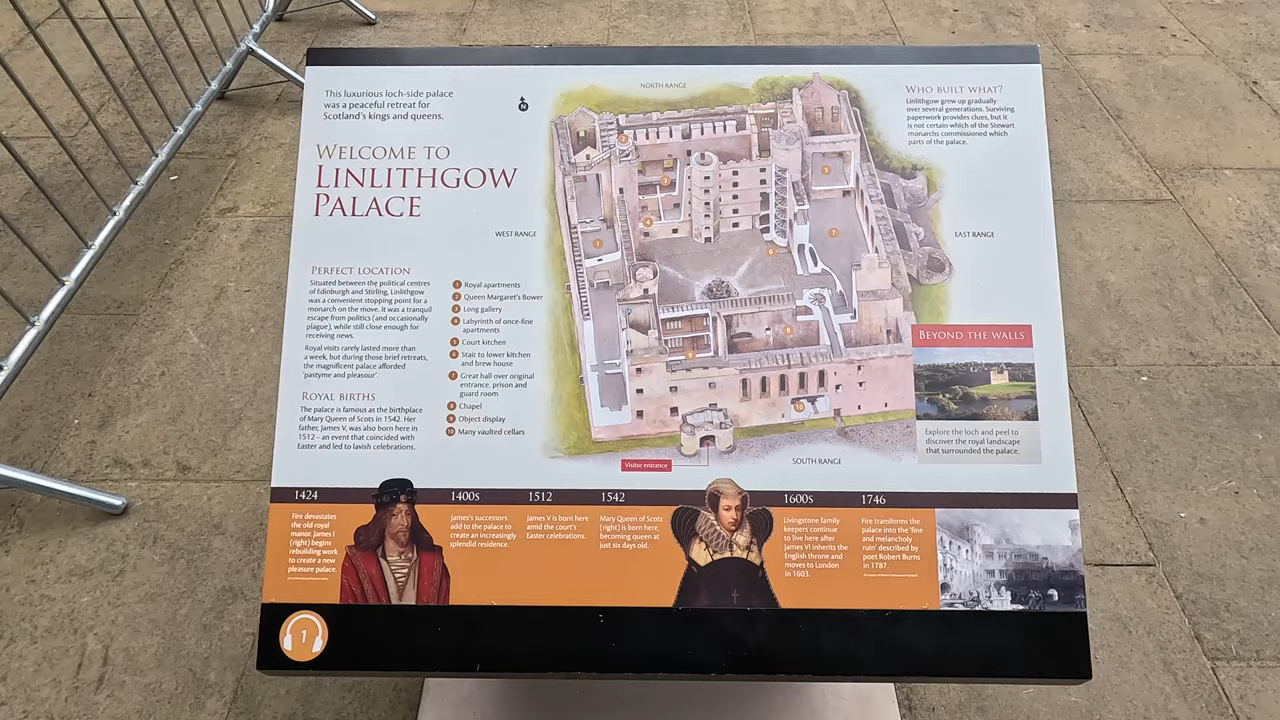 This luxurious loch-side palace
was a peaceful retreat for
Scotland's kings and queens.
N
WELCOME TO
LINLITHGOW
PALACE
PERFECT LOCATION
Situated between the political centres
of Edinburgh and Stirling, Linlithgow
was a convenient stopping point for a
monarch on the move. It was a tranquil
escape from politics (and occasionally
plague), while still close enough for
receiving news.
Royal visits rarely lasted more than
a week, but during those brief retreats,
the magnificent palace afforded
'pastyme and pleasour'.
ROYAL BIRTHS
The palace is famous as the birthplace
of Mary Queen of Scots in 1542. Her
father, James V, was also born here in
1512 – an event that coincided with
Easter and led to lavish celebrations.
1 Royal apartments
2 Queen Margaret's Bower
3 Long gallery
4 Labyrinth of once-fine
apartments
5 Court kitchen
6 Stair to lower kitchen
and brew house
7 Great hall over original
entrance, prison and
guard room
8 Chapel
9 Object display
10 Many vaulted cellars
NORTH RANGE
WEST RANGE
EAST RANGE
SOUTH RANGE
2
3
5
4
1
7
6
8
9
10
Visitor entrance
WHO BUILT WHAT?
Linlithgow grew up gradually
over several generations. Surviving
paperwork provides clues, but it
is not certain which of the Stewart
monarchs commissioned which
parts of the palace.
BEYOND THE WALLS
Explore the loch and peel to
discover the royal landscape
that surrounded the palace.
1424
Fire devastates
the old royal
manor. James I
(right) begins
rebuilding work
to create a new
pleasure palace.
1400s
James's successors
add to the palace to
create an increasingly
splendid residence.
1512
James V is born here
amid the court's
Easter celebrations.
1542
Mary Queen of Scots
(right) is born here,
becoming queen at
just six days old.
1600s
Livingstone family
keepers continue
to live here after
James VI inherits the
English throne and
moves to London
in 1603.
1746
Fire transforms the
palace into the 'fine
and melancholy
ruin' described by
poet Robert Burns
in 1787.
1